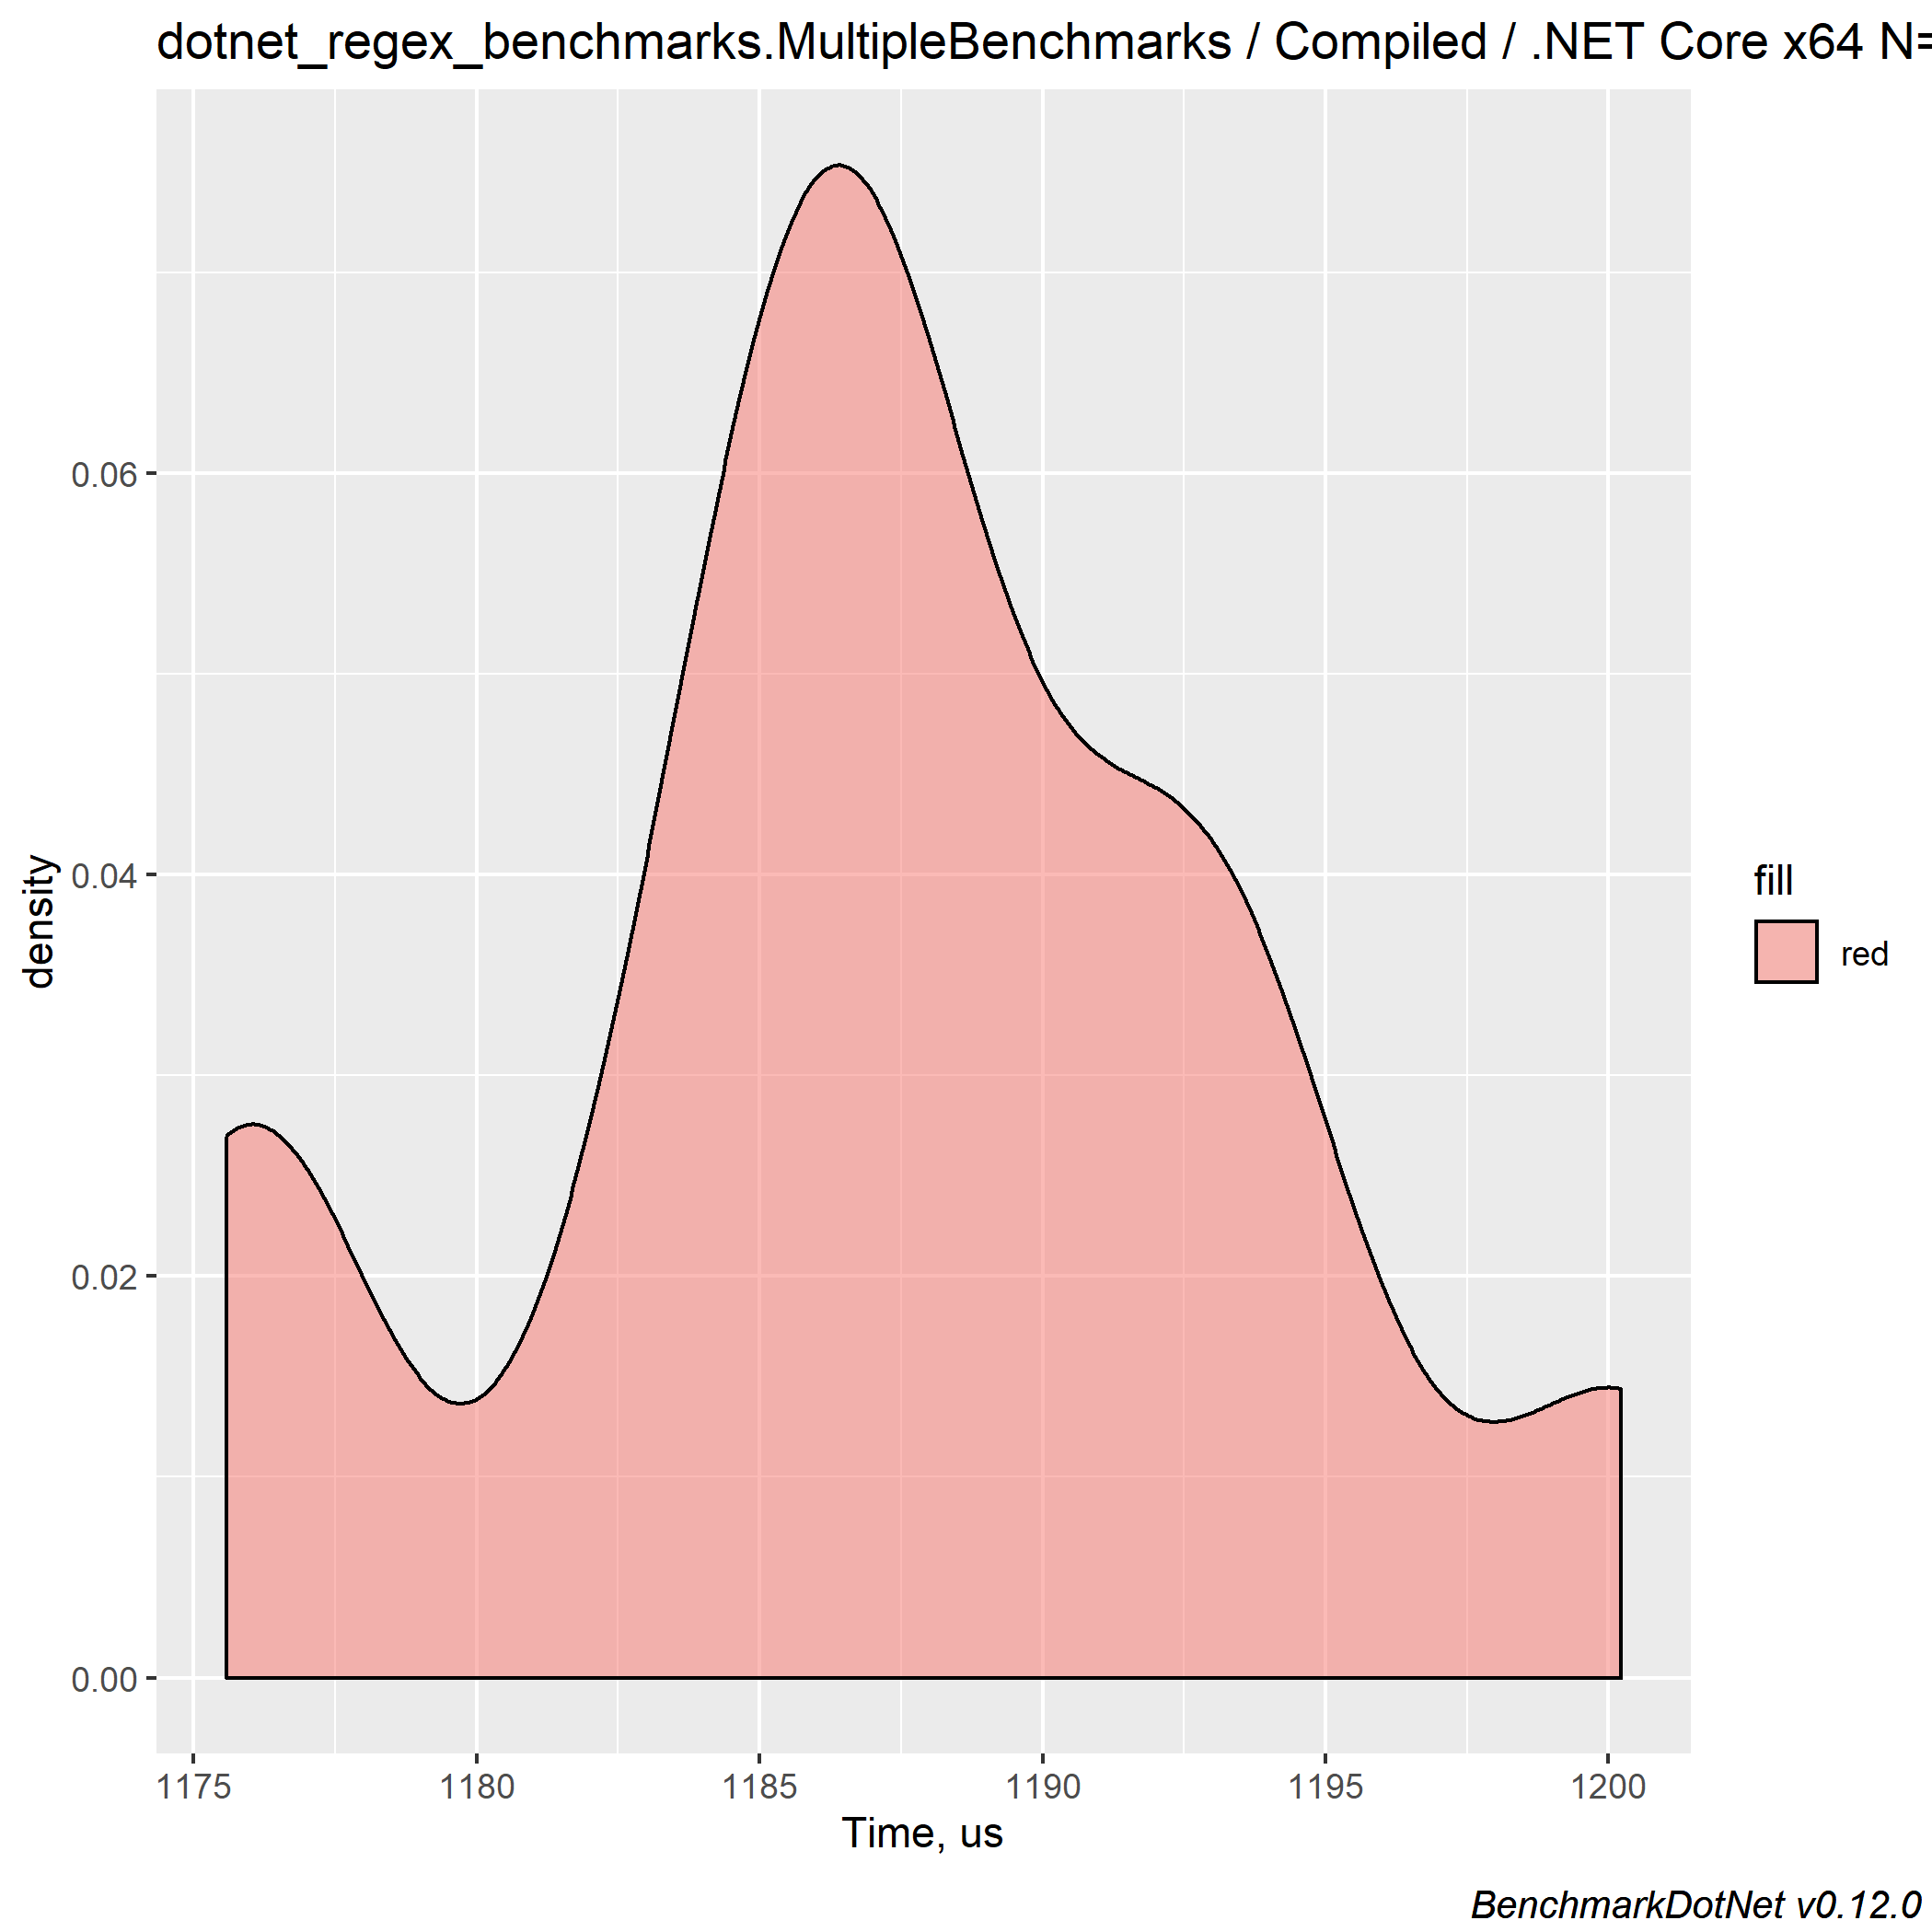 dotnet_regex_benchmarks.MultipleBenchmarks / Compiled / .NET Core x64 N=
0.06
0.04
0.02
0.00
density
1175 1180 1185 1190 1195 1200
Time, us
fill
red
BenchmarkDotNet v0.12.0